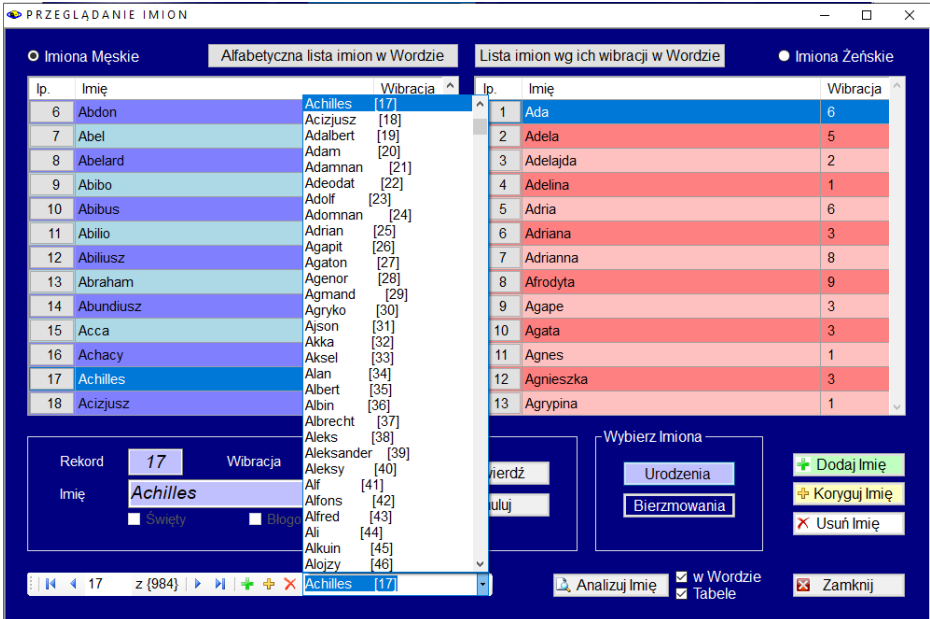 PRZEGLĄDANIE IMION
Imiona Męskie
Alfabetyczna lista imion w Wordzie
Lista imion wg ich wibracji w Wordzie
Imiona Żeńskie
lp. Imię Wibracja
6 Abdon
7 Abel
8 Abelard
9 Abibo
10 Abibus
11 Abilio
12 Abiliusz
13 Abraham
14 Abundiusz
15 Acca
16 Achacy
17 Achilles
18 Acizjusz
Achilles [17]
Acizjusz [18]
Adalbert [19]
Adam [20]
Adamnan [21]
Adeodat [22]
Adolf [23]
Adomnan [24]
Adrian [25]
Agapit [26]
Agaton [27]
Agenor [28]
Agmand [29]
Agryko [30]
Ajson [31]
Akka [32]
Aksel [33]
Alan [34]
Albert [35]
Albin [36]
Albrecht [37]
Aleks [38]
Aleksander [39]
Aleksy [40]
Alf [41]
Alfons [42]
Alfred [43]
Ali [44]
Alkuin [45]
Alojzy [46]
lp. Imię Wibracja
1 Ada 6
2 Adela 5
3 Adelajda 2
4 Adelina 1
5 Adria 6
6 Adriana 3
7 Adrianna 8
8 Afrodyta 9
9 Agape 3
10 Agata 3
11 Agnes 1
12 Agnieszka 3
13 Agrypina 1
Rekord 17 Wibracja
Imię Achilles
Święty Błogo
wierdź
uluj
Wybierz Imiona
Urodzenia
Bierzmowania
Dodaj Imię
Koryguj Imię
Usuń Imię
17 z {984}
Achilles [17]
Analizuj Imię
w Wordzie
Tabele
Zamknij